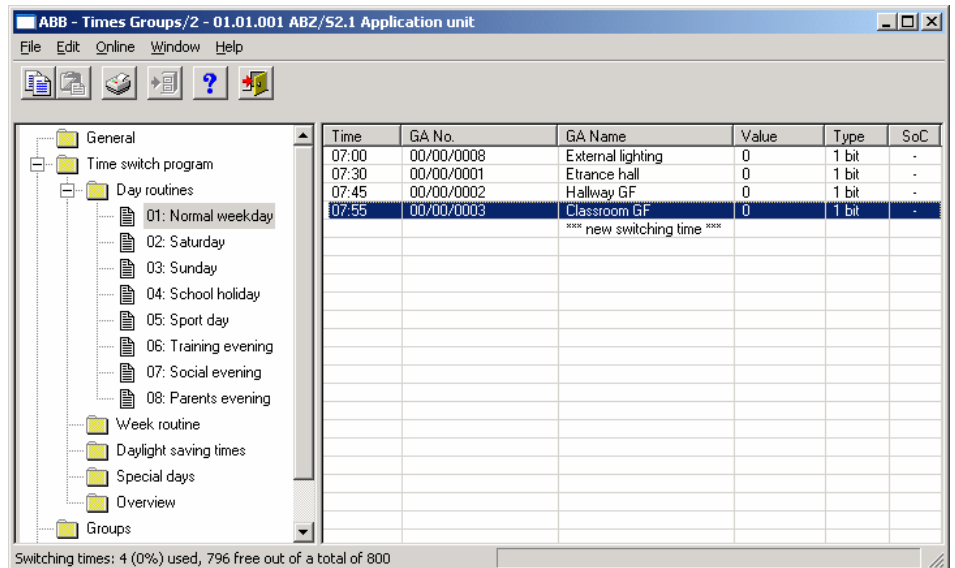 ABB - Times Groups/2 - 01.01.001 ABZ/S2.1 Application unit
File Edit Online Window Help
General
Time switch program
Day routines
01: Normal weekday
02: Saturday
03: Sunday
04: School holiday
05: Sport day
06: Training evening
07: Social evening
08: Parents evening
Week routine
Daylight saving times
Special days
Overview
Groups
Time GA No. GA Name Value Type SoC
07:00 00/00/0008 External lighting 0 1 bit -
07:30 00/00/0001 Etrance hall 0 1 bit -
07:45 00/00/0002 Hallway GF 0 1 bit -
07:55 00/00/0003 Classroom GF 0 1 bit -
*** new switching time ***
Switching times: 4 (0%) used, 796 free out of a total of 800